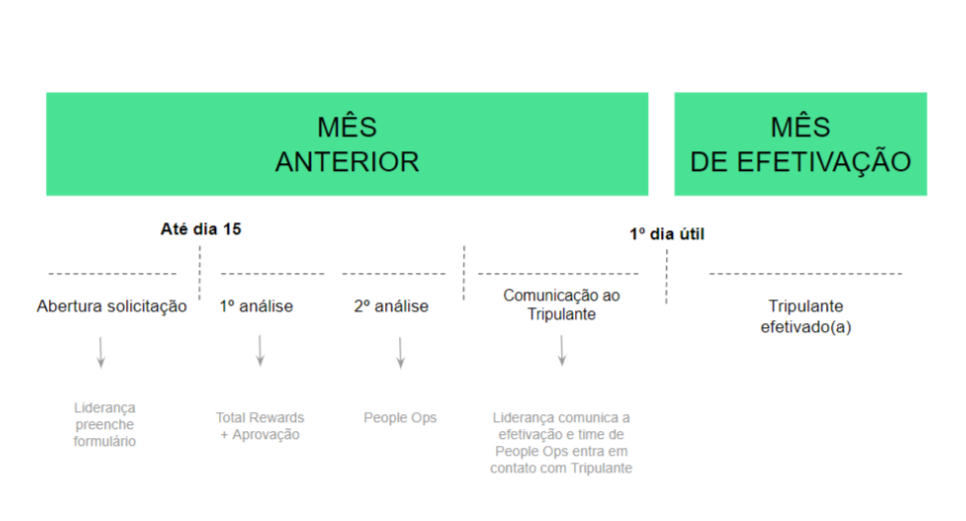 MÊS
ANTERIOR
MÊS
DE EFETIVAÇÃO
Até dia 15
1º dia útil
Abertura solicitação
1º análise
2º análise
Comunicação ao
Tripulante
Tripulante
efetivado(a)
Liderança
preenche
formulário
Total Rewards
+ Aprovação
People Ops
Liderança comunica a
efetivação e time de
People Ops entra em
contato com Tripulante